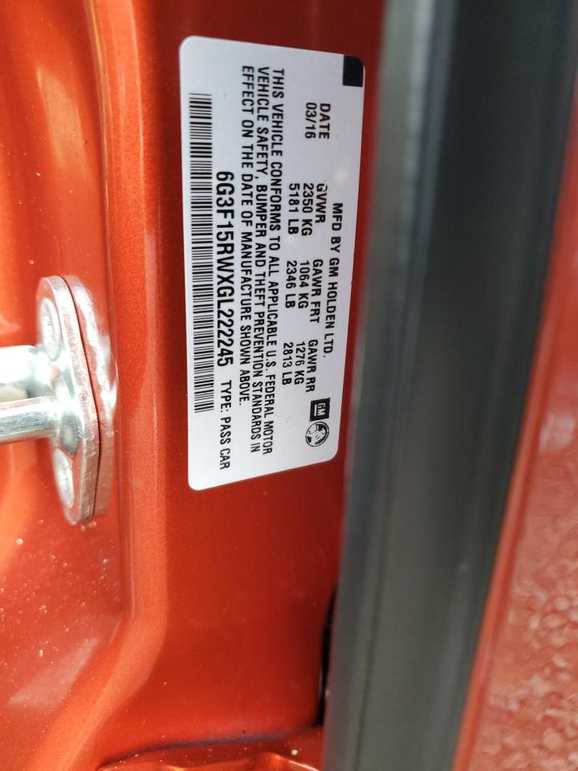 MFD BY GM HOLDEN LTD.
DATE GVWR GAWR FRT GAWR RR
03/16 2350 KG 1064 KG 1276 KG
5181 LB 2346 LB 2813 LB
GM
THIS VEHICLE CONFORMS TO ALL APPLICABLE U.S. FEDERAL MOTOR
VEHICLE SAFETY, BUMPER AND THEFT PREVENTION STANDARDS IN
EFFECT ON THE DATE OF MANUFACTURE SHOWN ABOVE.
6G3F15RWXGL222245 TYPE: PASS CAR